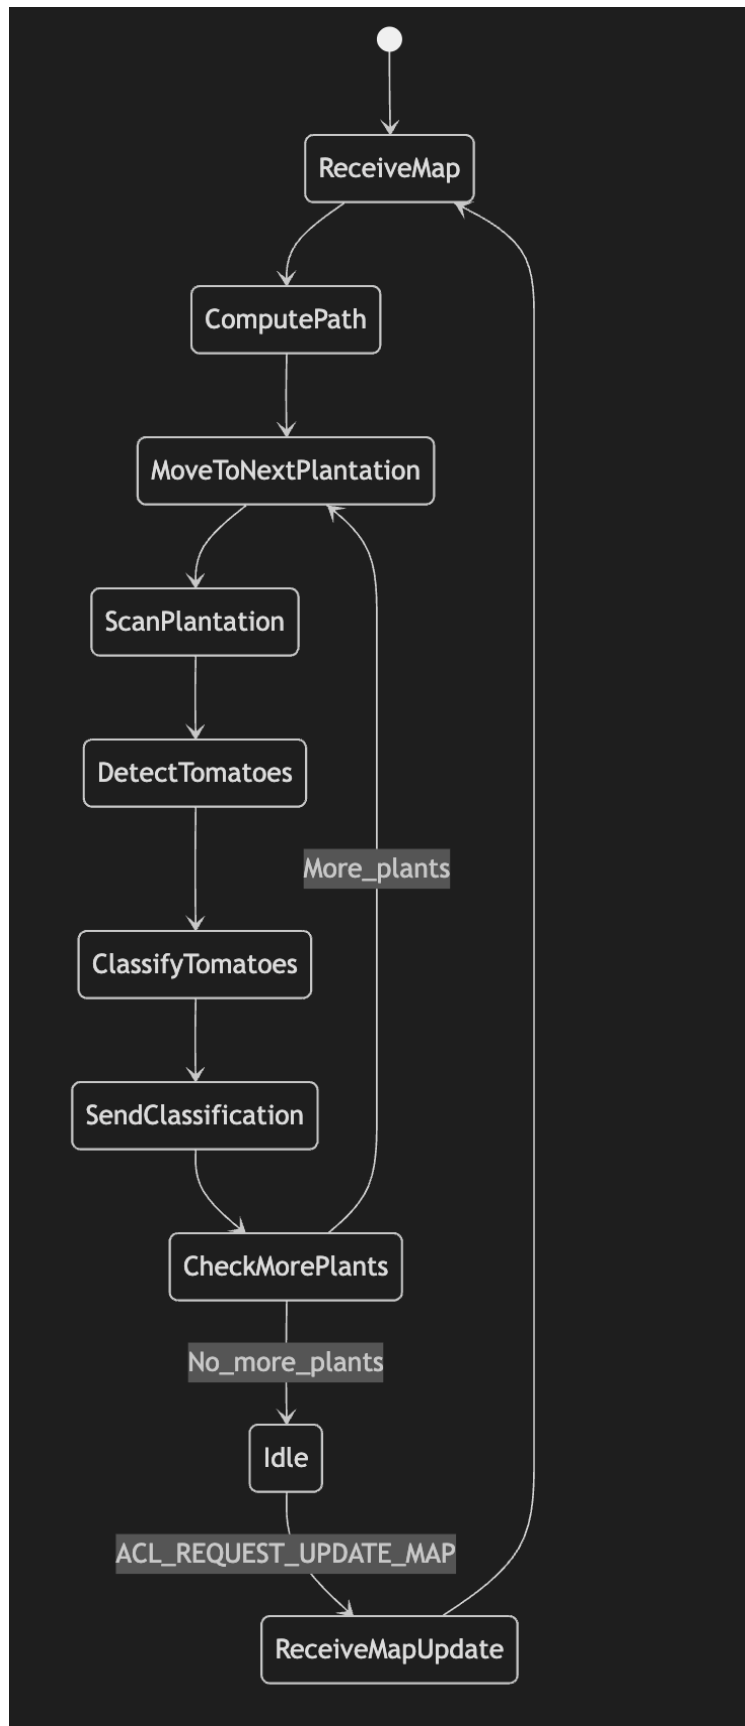 ReceiveMap
ComputePath
MoveToNextPlantation
ScanPlantation
DetectTomatoes
More_plants
ClassifyTomatoes
SendClassification
CheckMorePlants
No_more_plants
Idle
ACL_REQUEST_UPDATE_MAP
ReceiveMapUpdate